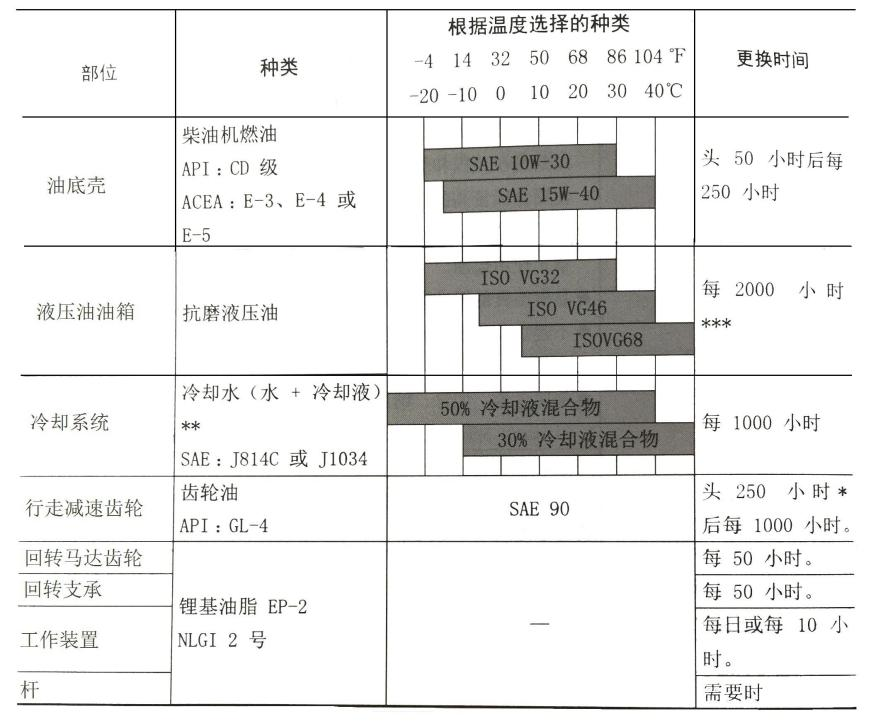 部位
种类
根据温度选择的种类
-4 14 32 50 68 86 104 ℉
-20 -10 0 10 20 30 40℃
更换时间
油底壳
柴油机燃油
API：CD 级
ACEA：E-3、E-4 或
E-5
SAE 10W-30
SAE 15W-40
头 50 小时后每
250 小时
液压油油箱
抗磨液压油
ISO VG32
ISO VG46
ISOVG68
每 2000 小时
***
冷却系统
冷却水（水 + 冷却液）
**
SAE：J814C 或 J1034
50% 冷却液混合物
30% 冷却液混合物
每 1000 小时
行走减速齿轮
齿轮油
API：GL-4
SAE 90
头 250 小时*
后每 1000 小时。
回转马达齿轮
每 50 小时。
回转支承
每 50 小时。
工作装置
锂基油脂 EP-2
NLGI 2 号
—
每日或每 10 小
时。
杆
需要时